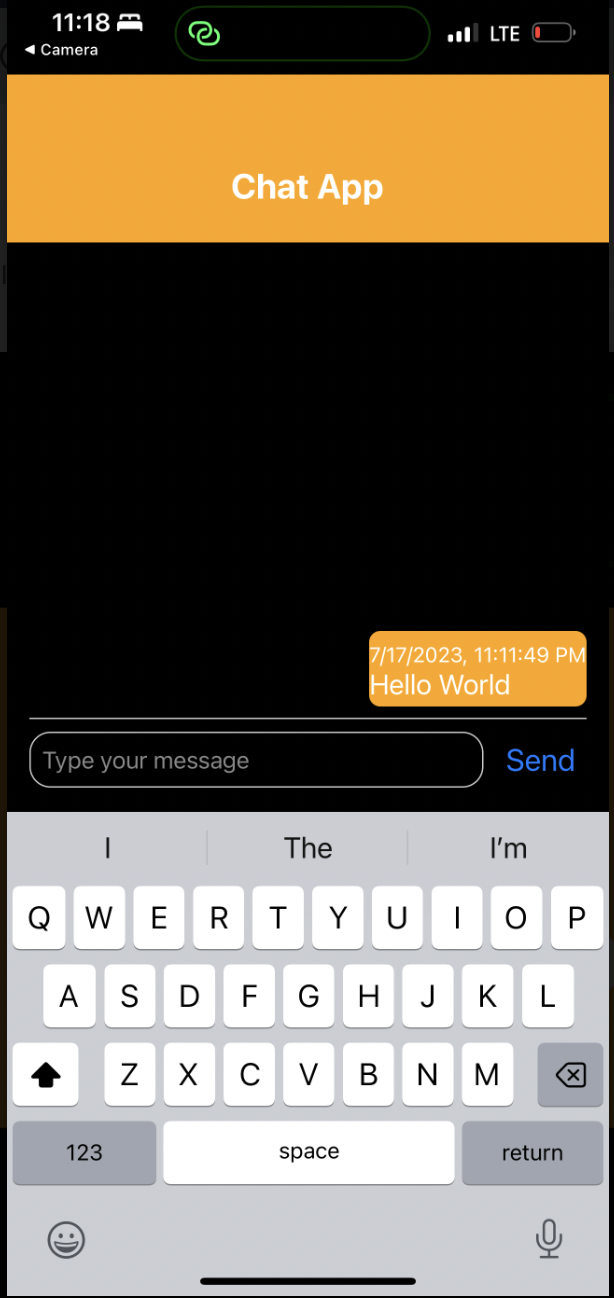 11:18
LTE
◀ Camera
Chat App
7/17/2023, 11:11:49 PM
Hello World
Type your message
Send
I The I’m
Q W E R T Y U I O P
A S D F G H J K L
Z X C V B N M
123 space return